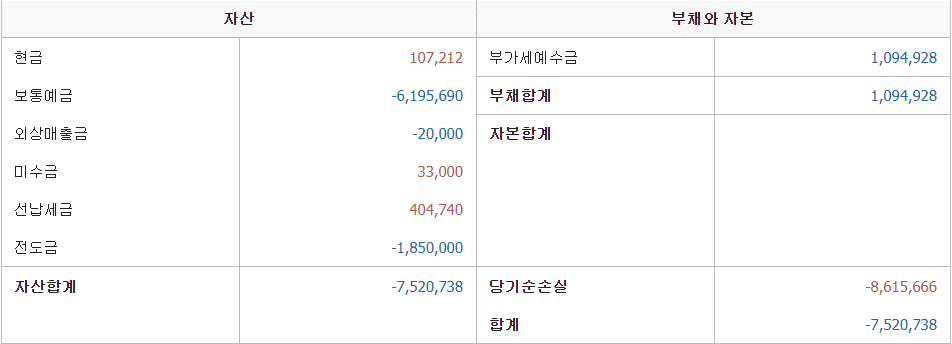 자산 부채와 자본
현금 107,212 부가세예수금 1,094,928
보통예금 -6,195,690 부채합계 1,094,928
외상매출금 -20,000 자본합계
미수금 33,000
선납세금 404,740
전도금 -1,850,000
자산합계 -7,520,738 당기순손실 -8,615,666
합계 -7,520,738